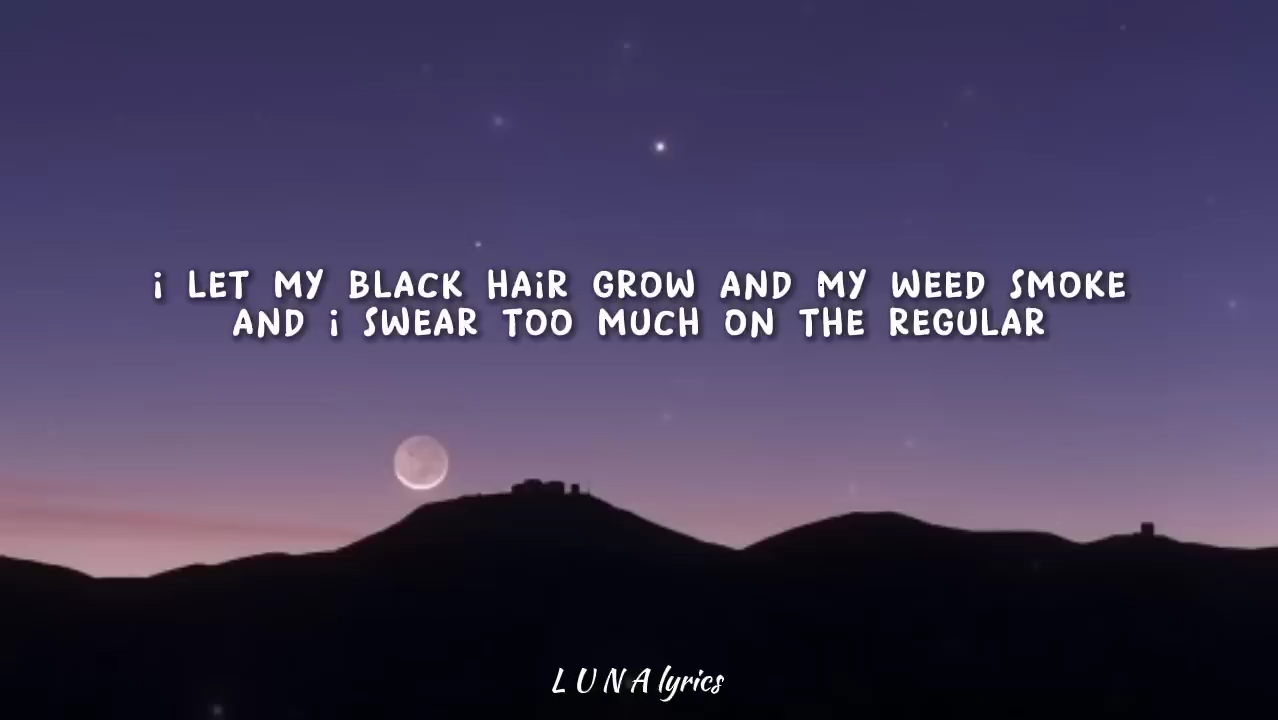 i LET MY BLACK HAiR GROW AND MY WEED SMOKE
AND i SWEAR TOO MUCH ON THE REGULAR
L U N A lyrics